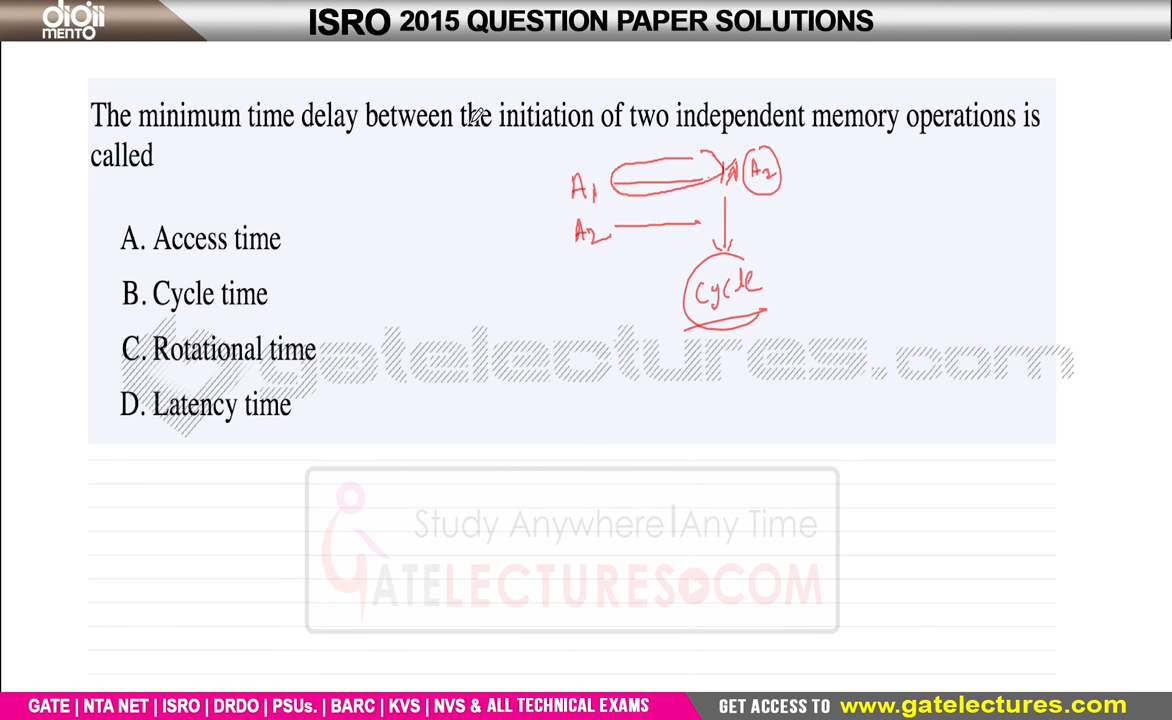 digii
MENTO
ISRO 2015 QUESTION PAPER SOLUTIONS
The minimum time delay between the initiation of two independent memory operations is
called
A1
A2
A2
A. Access time
B. Cycle time
cycle
C. Rotational time
gatelectures.com
D. Latency time
Study Anywhere|Any Time
GATELECTURES.COM
GATE | NTA NET | ISRO | DRDO | PSUs. | BARC | KVS | NVS & ALL TECHNICAL EXAMS
GET ACCESS TO www.gatelectures.com